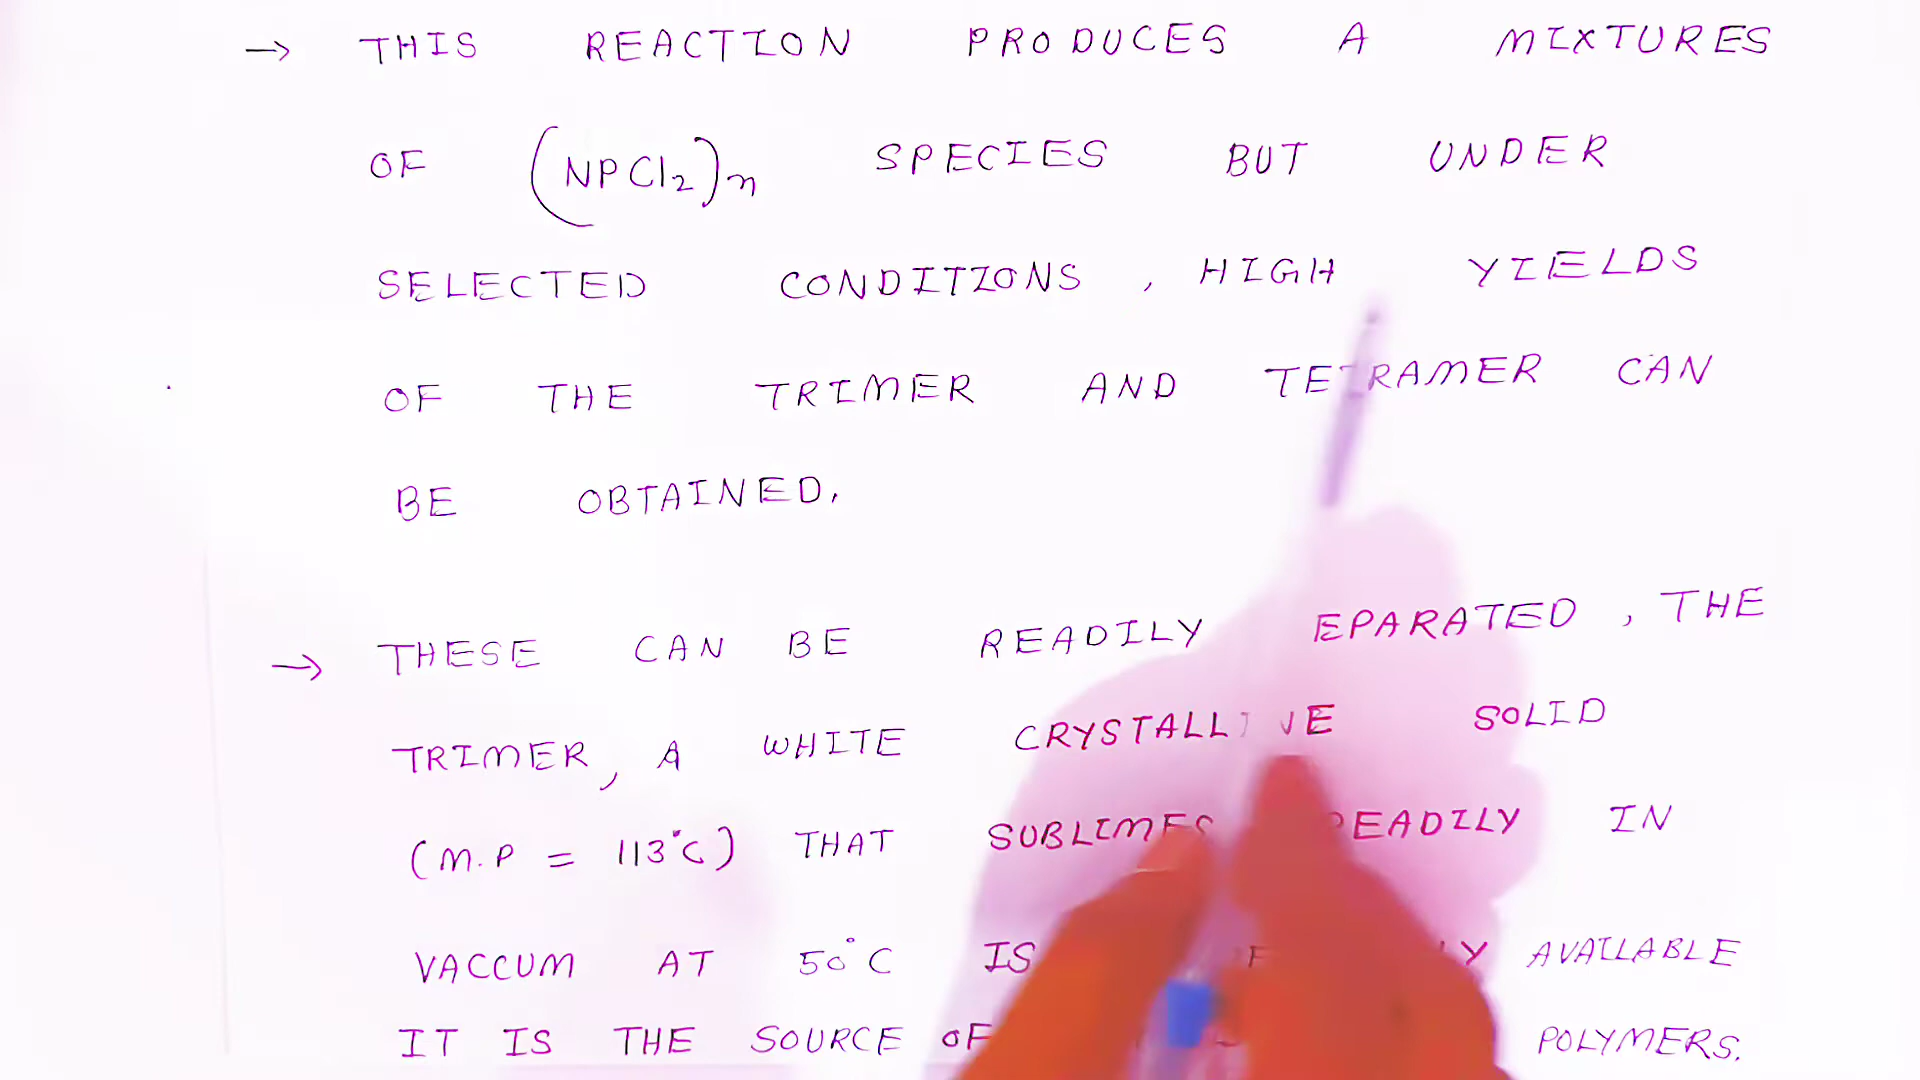 → THIS REACTION PRODUCES A MIXTURES
OF (NPCl₂)n SPECIES BUT UNDER
SELECTED CONDITIONS, HIGH YIELDS
OF THE TRIMER AND TETRAMER CAN
BE OBTAINED.
→ THESE CAN BE READILY EPARATED, THE
TRIMER, A WHITE CRYSTALLINE SOLID
(M.P = 113°C) THAT SUBLIMES READILY IN
VACCUM AT 50°C IS AVAILABLE
IT IS THE SOURCE OF POLYMERS.